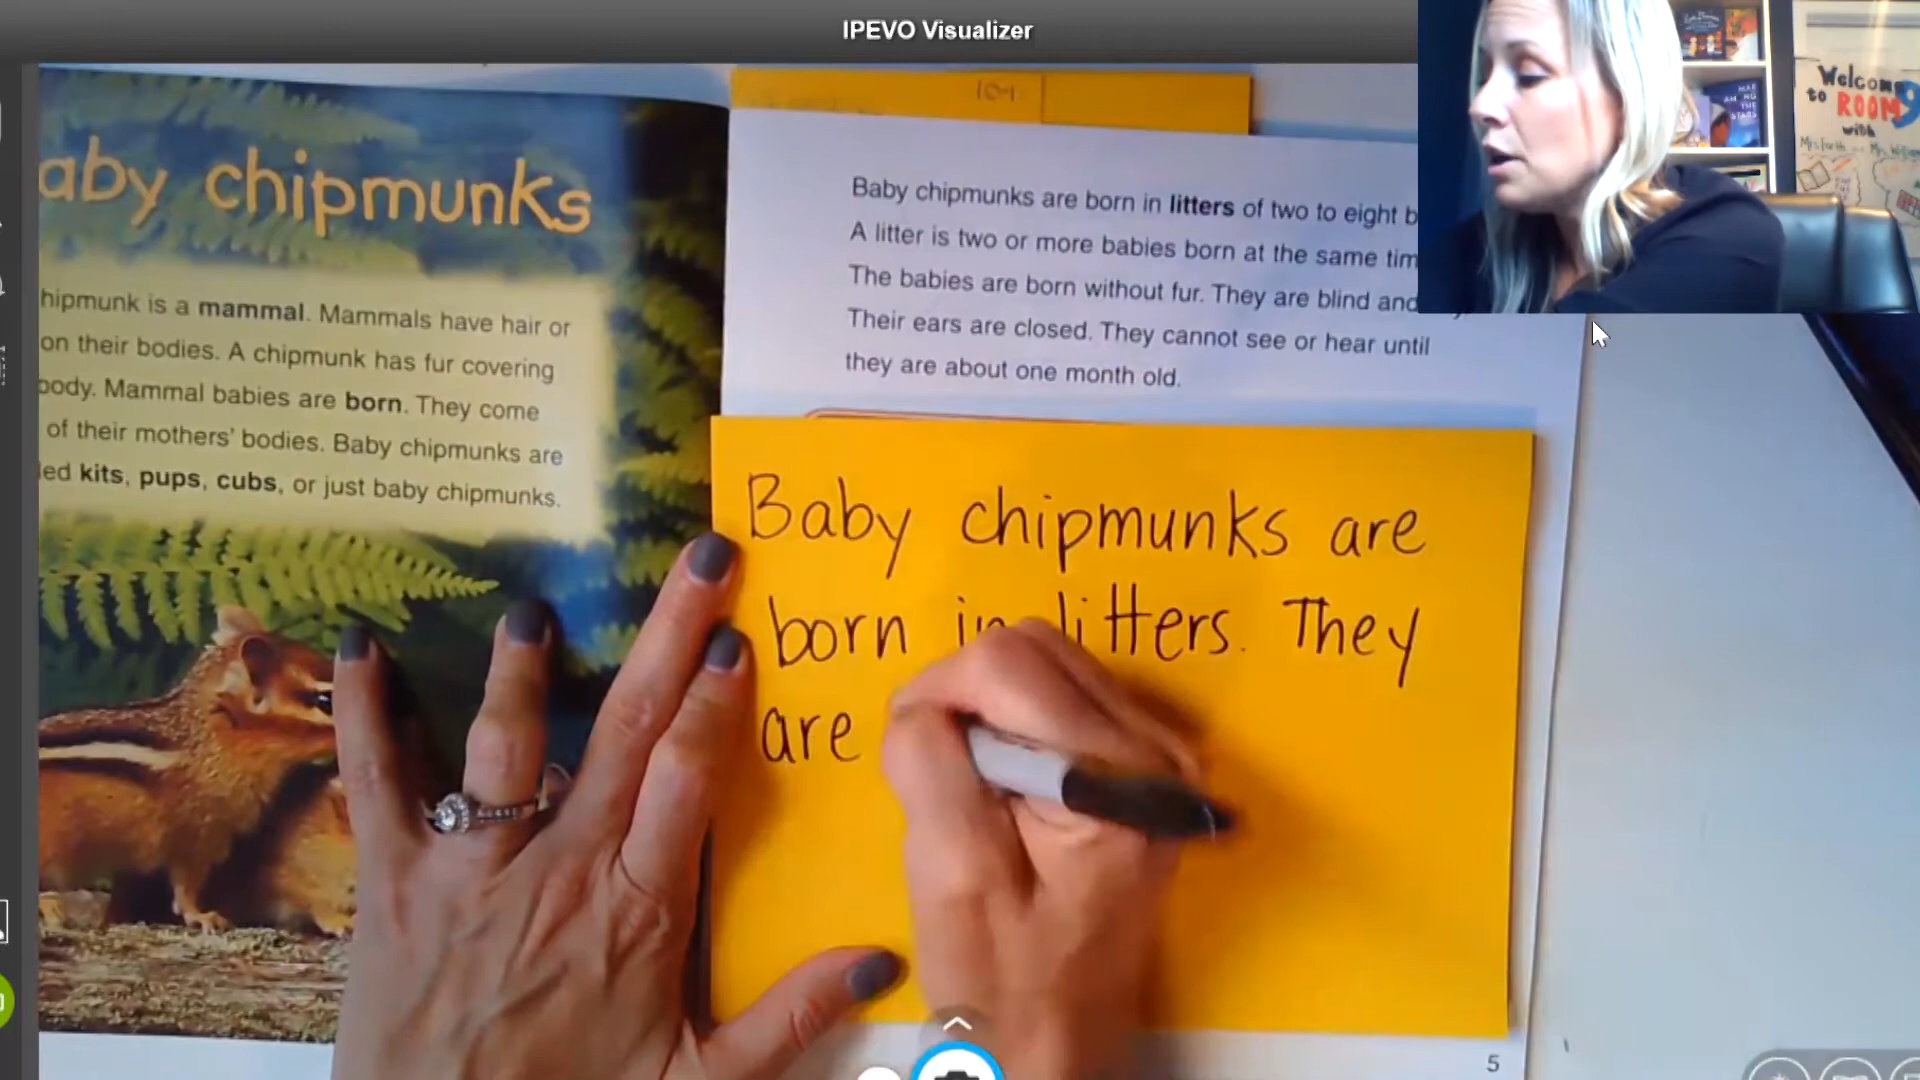 IPEVO Visualizer
104
aby chipmunks
hipmunk is a mammal. Mammals have hair or
on their bodies. A chipmunk has fur covering
body. Mammal babies are born. They come
of their mothers' bodies. Baby chipmunks are
led kits, pups, cubs, or just baby chipmunks.
Baby chipmunks are born in litters of two to eight b
A litter is two or more babies born at the same tim
The babies are born without fur. They are blind and
Their ears are closed. They cannot see or hear until
they are about one month old.
Baby chipmunks are
born in litters. They
are
5
Welcom
to ROOM 9
with